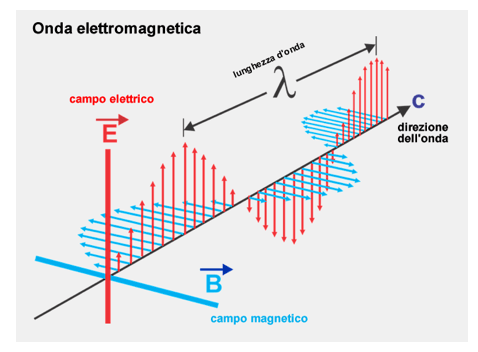 Onda elettromagnetica
lunghezza d'onda
λ
campo elettrico
E
c
direzione
dell'onda
B
campo magnetico